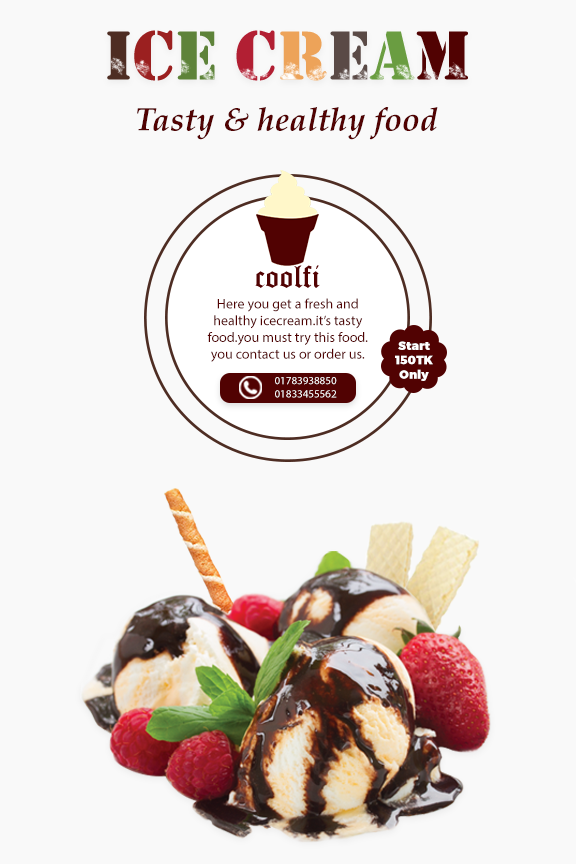 ICE CREAM
Tasty & healthy food
coolfi
Here you get a fresh and
healthy icecream.it's tasty
food.you must try this food.
you contact us or order us.
Start
150TK
Only
01783938850
01833455562